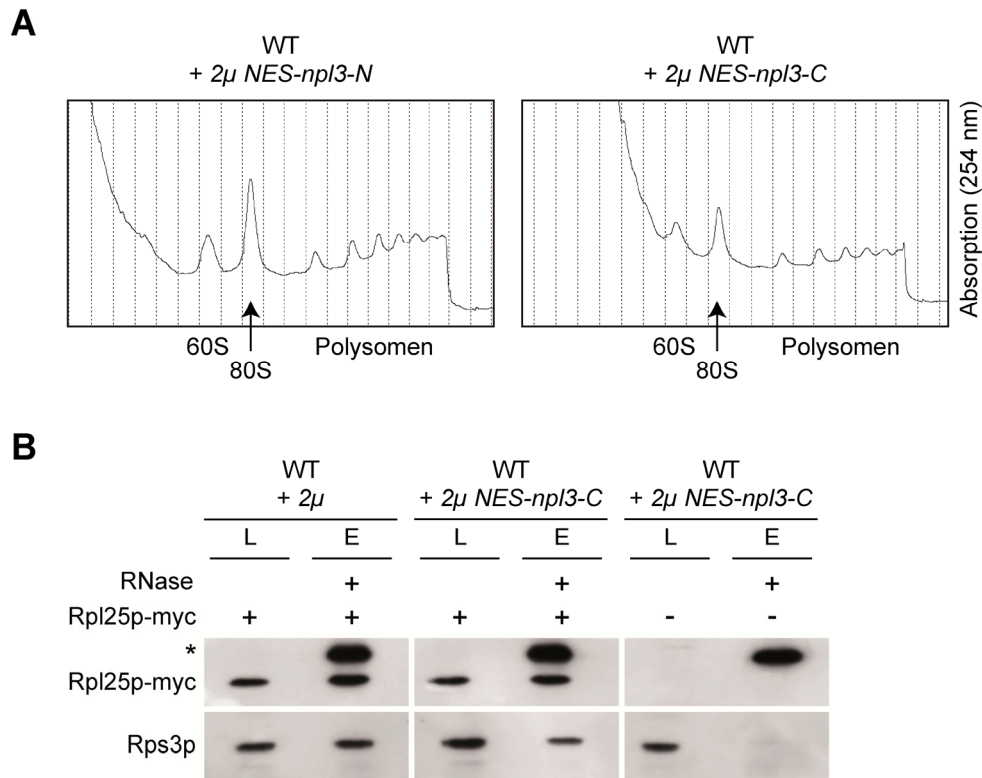 A
WT WT
+ 2µ NES-npl3-N + 2µ NES-npl3-C
Absorption (254 nm)
60S Polysomen 60S Polysomen
80S 80S
B
WT WT WT
+ 2µ + 2µ NES-npl3-C + 2µ NES-npl3-C
L E L E L E
RNase + + +
Rpl25p-myc + + + + - -
*
Rpl25p-myc
Rps3p